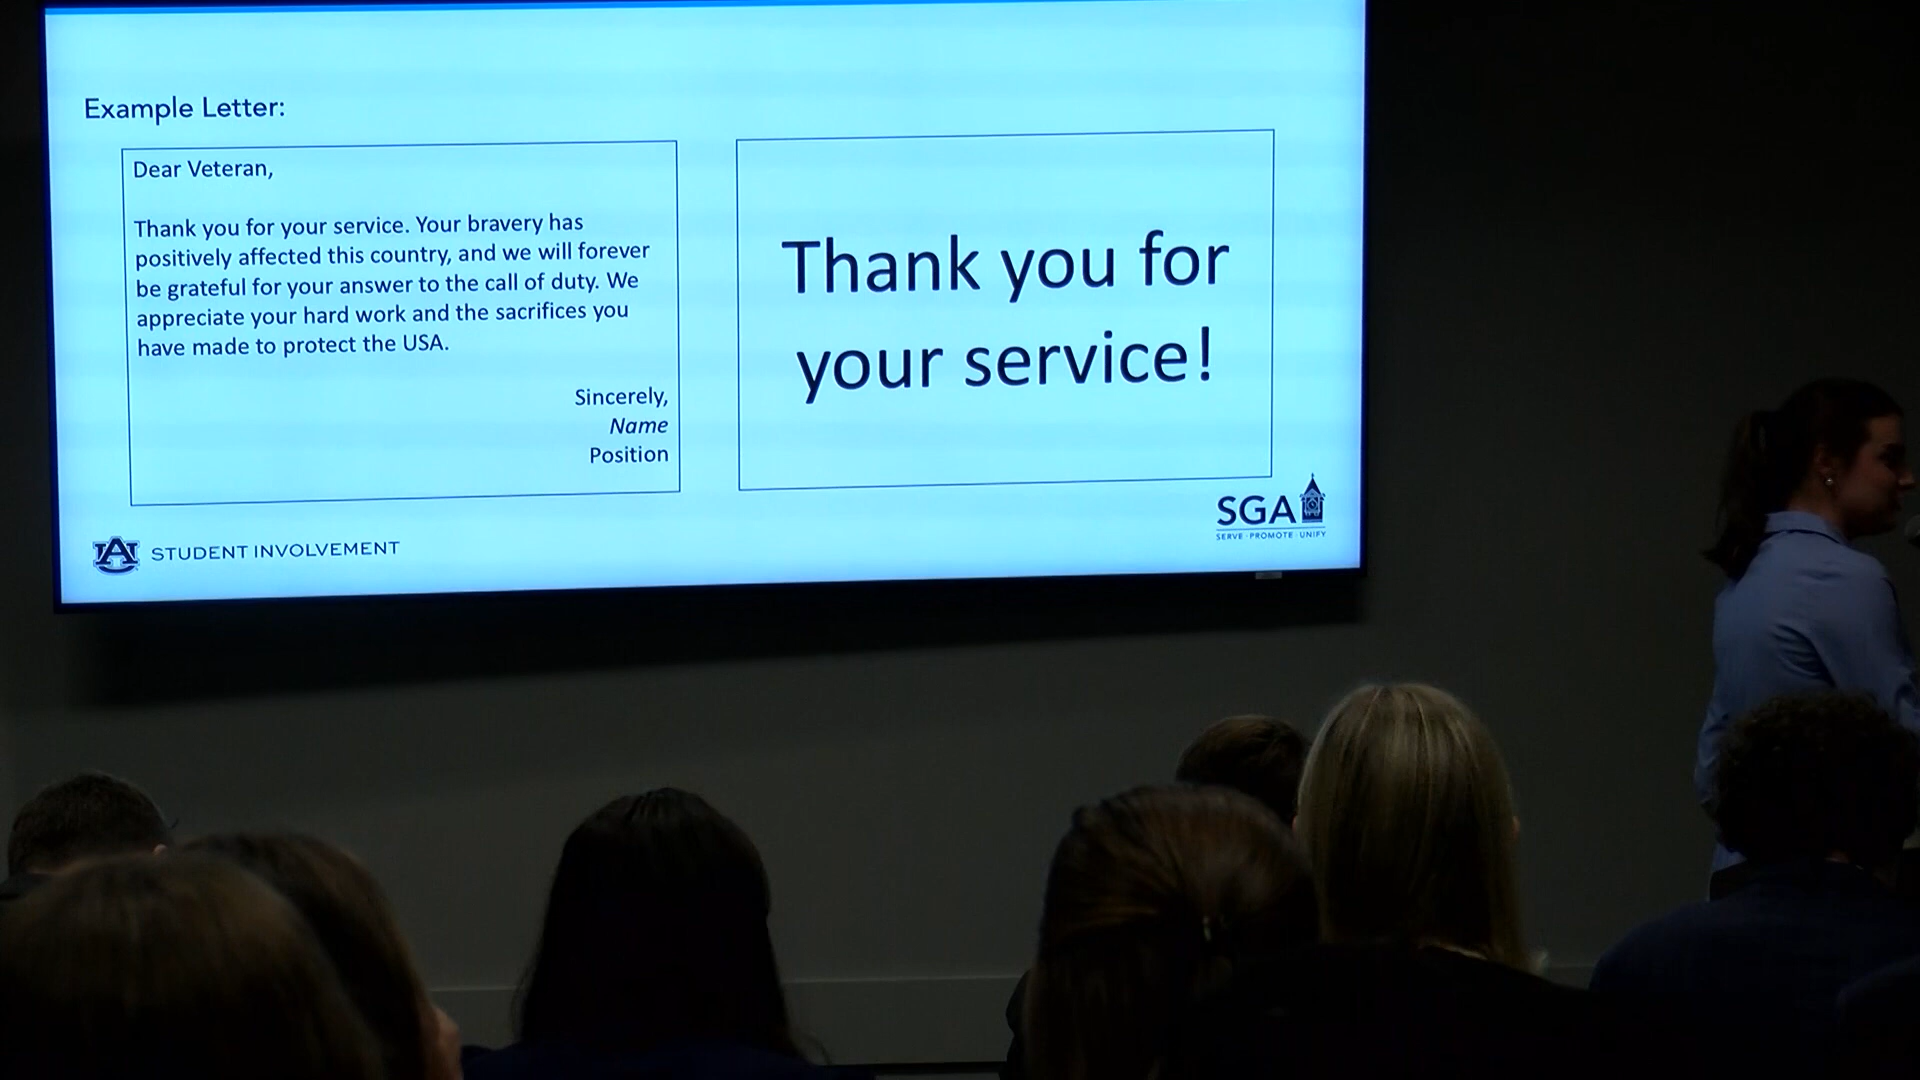 Example Letter:
Dear Veteran,
Thank you for your service. Your bravery has
positively affected this country, and we will forever
be grateful for your answer to the call of duty. We
appreciate your hard work and the sacrifices you
have made to protect the USA.
Sincerely,
Name
Position
Thank you for
your service!
AU STUDENT INVOLVEMENT
SGA
SERVE · PROMOTE · UNIFY